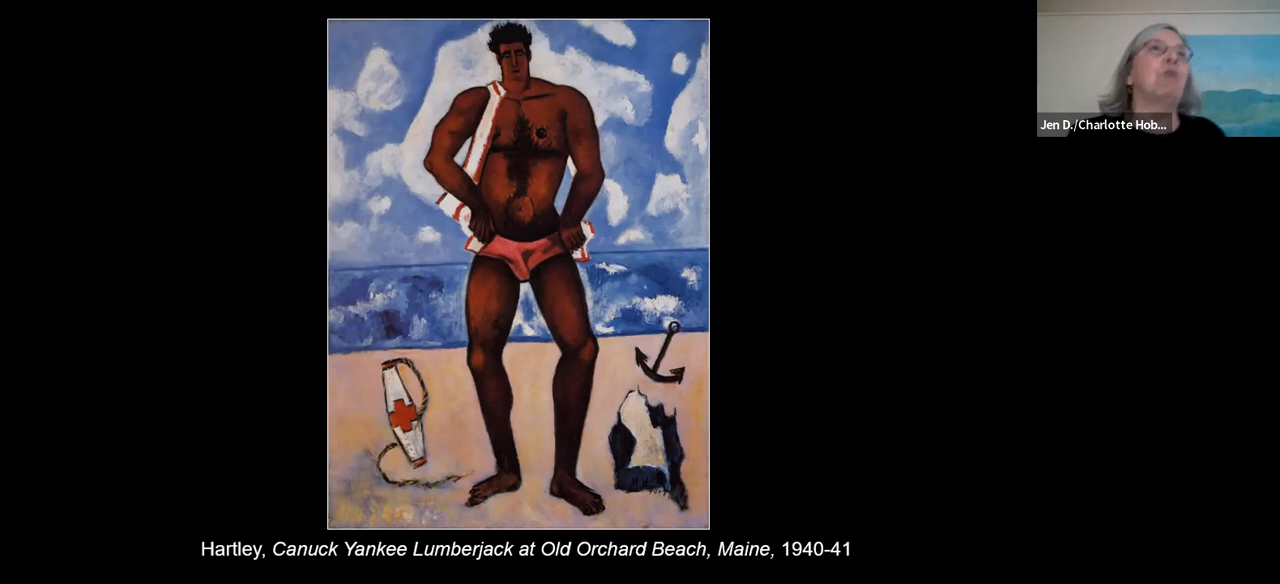 Jen D./Charlotte Hob...
Hartley, Canuck Yankee Lumberjack at Old Orchard Beach, Maine, 1940-41